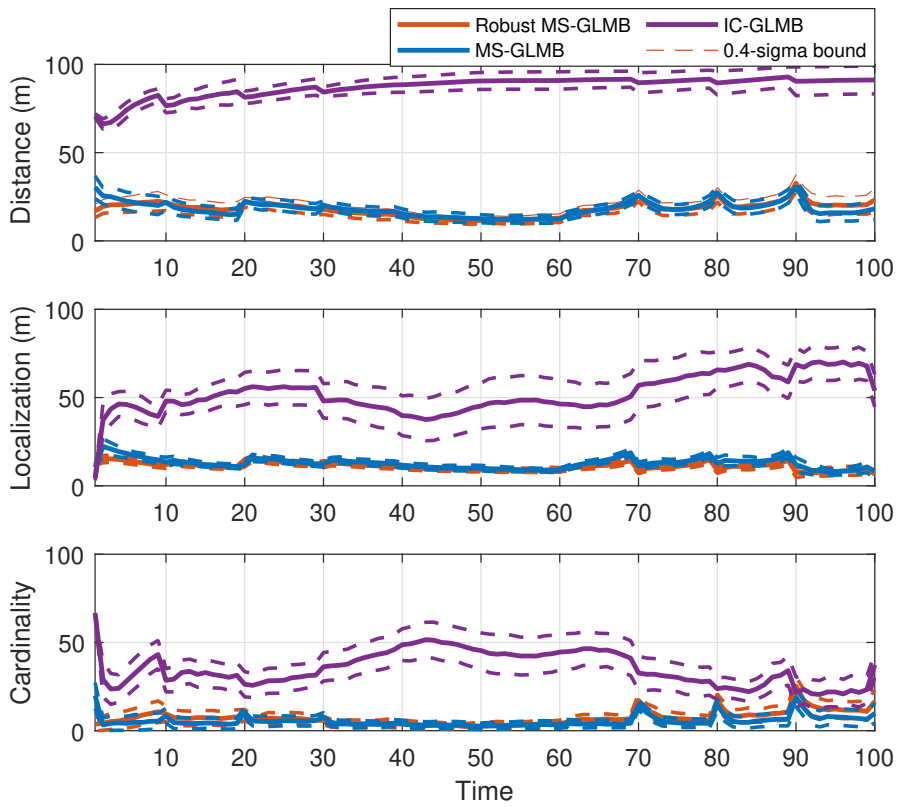 Robust MS-GLMB
IC-GLMB
MS-GLMB
0.4-sigma bound
Distance (m)
100
50
0
10 20 30 40 50 60 70 80 90 100
Localization (m)
100
50
0
10 20 30 40 50 60 70 80 90 100
Cardinality
100
50
0
10 20 30 40 50 60 70 80 90 100
Time